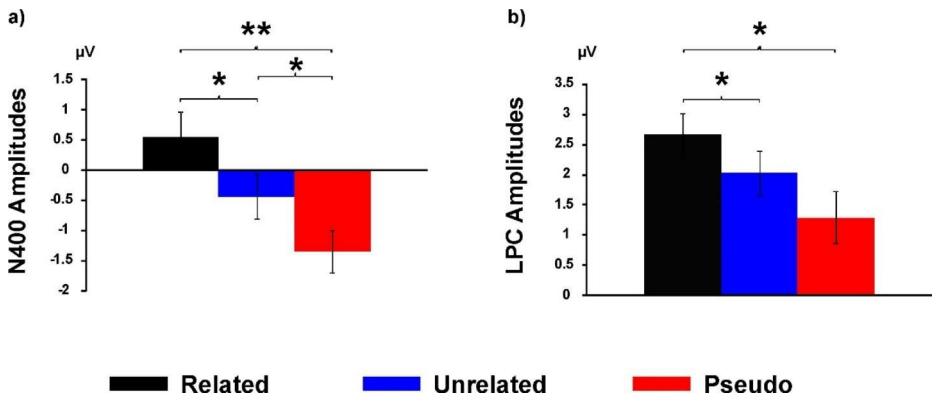 a)
µV
N400 Amplitudes
1.5
1
0.5
0
-0.5
-1
-1.5
-2
**
*
*
b)
µV
LPC Amplitudes
3.5
3
2.5
2
1.5
1
0.5
0
*
*
Related
Unrelated
Pseudo